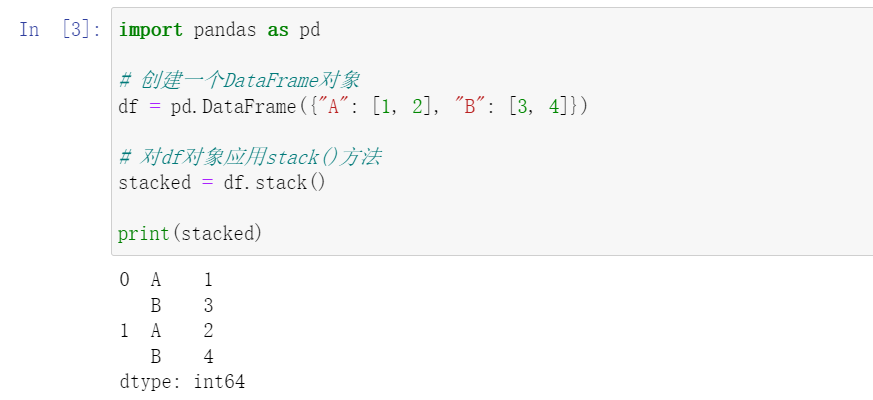 In [3]: import pandas as pd
# 创建一个DataFrame对象
df = pd.DataFrame({"A": [1, 2], "B": [3, 4]})
# 对df对象应用stack()方法
stacked = df.stack()
print(stacked)
0  A    1
   B    3
1  A    2
   B    4
dtype: int64